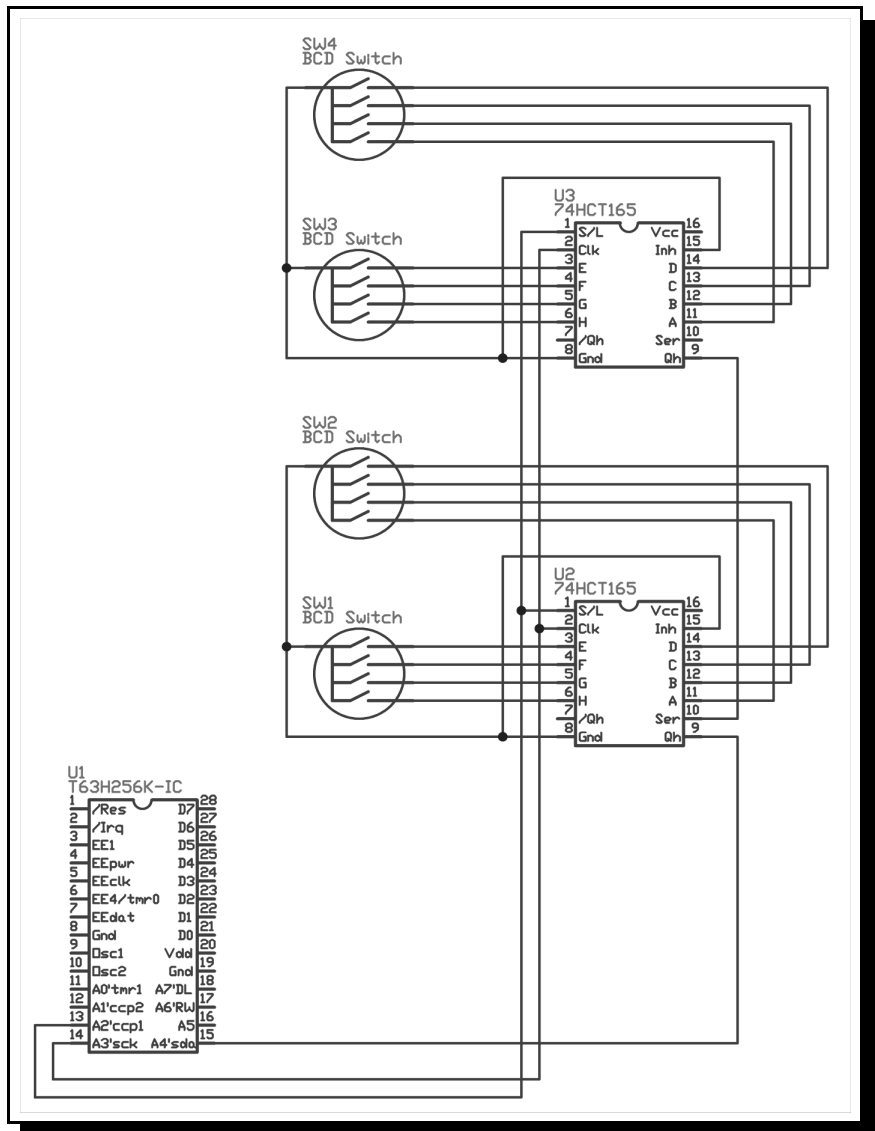 SW4
BCD Switch
SW3
BCD Switch
U3
74HCT165
1 S/L Vcc 16
2 Clk Inh 15
3 E D 14
4 F C 13
5 G B 12
6 H A 11
7 /Qh Ser 10
8 Gnd Qh 9
SW2
BCD Switch
SW1
BCD Switch
U2
74HCT165
1 S/L Vcc 16
2 Clk Inh 15
3 E D 14
4 F C 13
5 G B 12
6 H A 11
7 /Qh Ser 10
8 Gnd Qh 9
U1
T63H256K-IC
1 /Res D7 28
2 /Irq D6 27
3 EE1 D5 26
4 EEpwr D4 25
5 EEclk D3 24
6 EE4/tmr0 D2 23
7 EEdat D1 22
8 Gnd D0 21
9 Osc1 Vdd 20
10 Osc2 Gnd 19
11 A0'tmr1 A7'DL 18
12 A1'ccp2 A6'RW 17
13 A2'ccp1 A5 16
14 A3'sck A4'sda 15